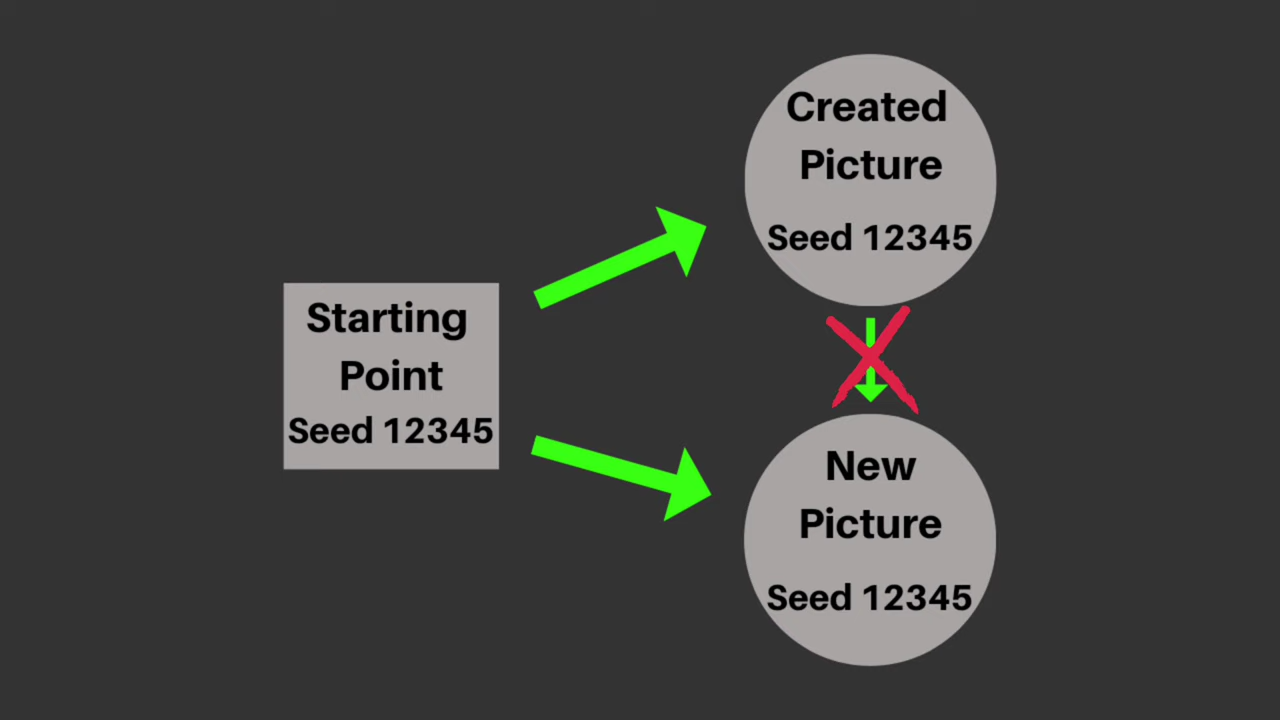 Created
Picture
Seed 12345
Starting
Point
Seed 12345
New
Picture
Seed 12345